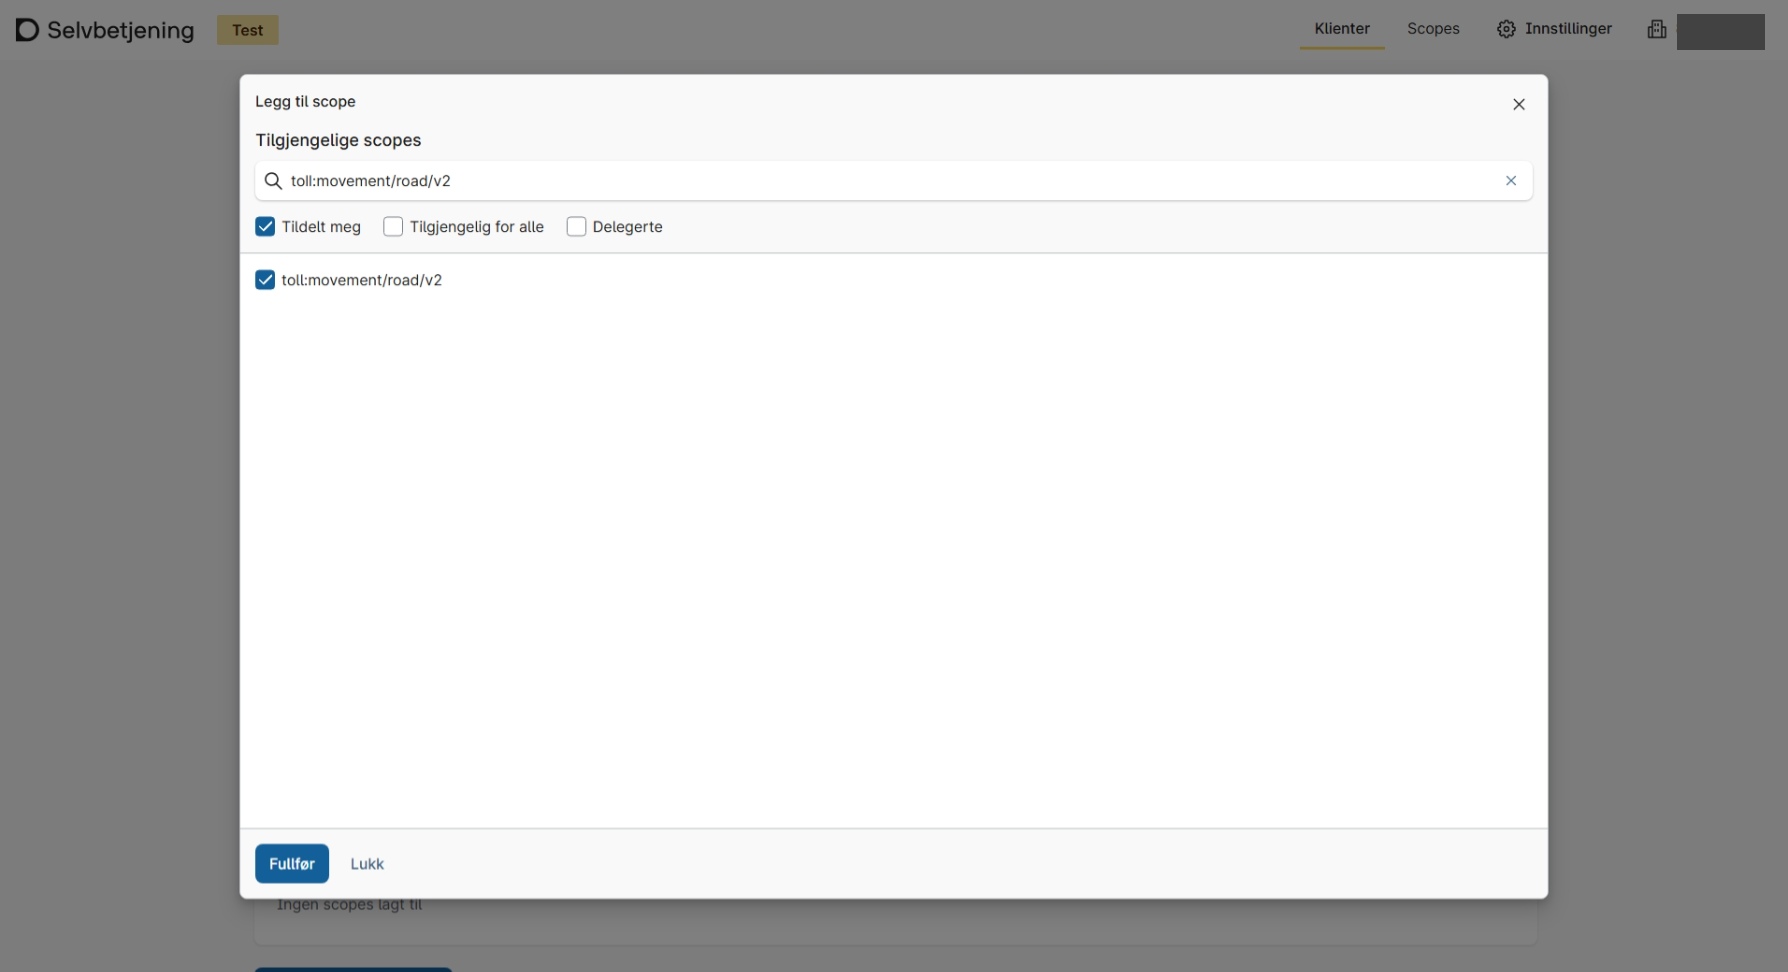 Selvbetjening
Test
Klienter
Scopes
Innstillinger
Legg til scope
Tilgjengelige scopes
toll:movement/road/v2
Tildelt meg
Tilgjengelig for alle
Delegerte
toll:movement/road/v2
Fullfør
Lukk
Ingen scopes lagt til